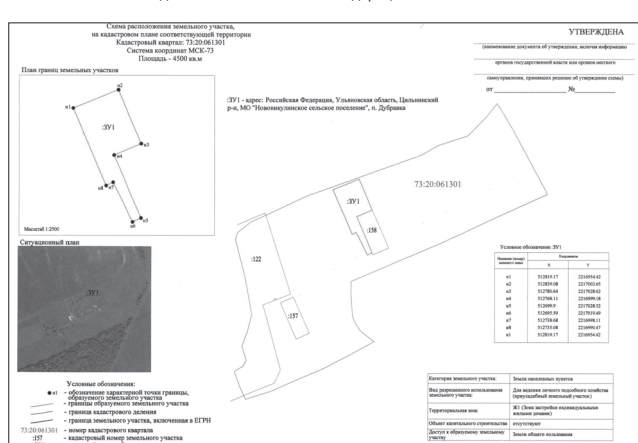 Схема расположения земельного участка,
на кадастровом плане соответствующей территории
Кадастровый квартал: 73:20:061301
Система координат МСК-73
Площадь - 4500 кв.м
УТВЕРЖДЕНА
(наименование документа об утверждении, включая информацию
органов государственной власти или органов местного
самоуправления, принявших решение об утверждении схемы)
от № 
План границ земельных участков
н1
н2
:ЗУ1
н3
н4
н8
н7
н6
н5
Масштаб 1:2500
:ЗУ1 - адрес: Российская Федерация, Ульяновская область, Цильнинский
р-н, МО "Новоникулинское сельское поселение", п. Дубравка
73:20:061301
:ЗУ1
:158
:122
:157
Ситуационный план
:ЗУ1
Условное обозначение :ЗУ1
Координаты
X Y
н1 512819.17 2216954.42
н2 512839.08 2217003.65
н3 512780.64 2217028.62
н4 512768.11 2216999.18
н5 512699.9 2217028.52
н6 512695.59 2217019.49
н7 512738.68 2216998.11
н8 512735.08 2216990.47
н1 512819.17 2216954.42
Условные обозначения:
н1 - обозначение характерной точки границы,
образуемого земельного участка
- границы образуемого земельного участка
- граница кадастрового деления
- граница земельного участка, включенная в ЕГРН
73:20:061301 - номер кадастрового квартала
:157 - кадастровый номер земельного участка
Категория земельного участка: Земли населенных пунктов
Вид разрешенного использования земельного участка: Для ведения личного подсобного хозяйства (приусадебный земельный участок)
Территориальная зона: Ж1 (Зона застройки индивидуальными жилыми домами)
Объект капитального строительства отсутствуют
Доступ к образуемому земельному участку Земли общего пользования